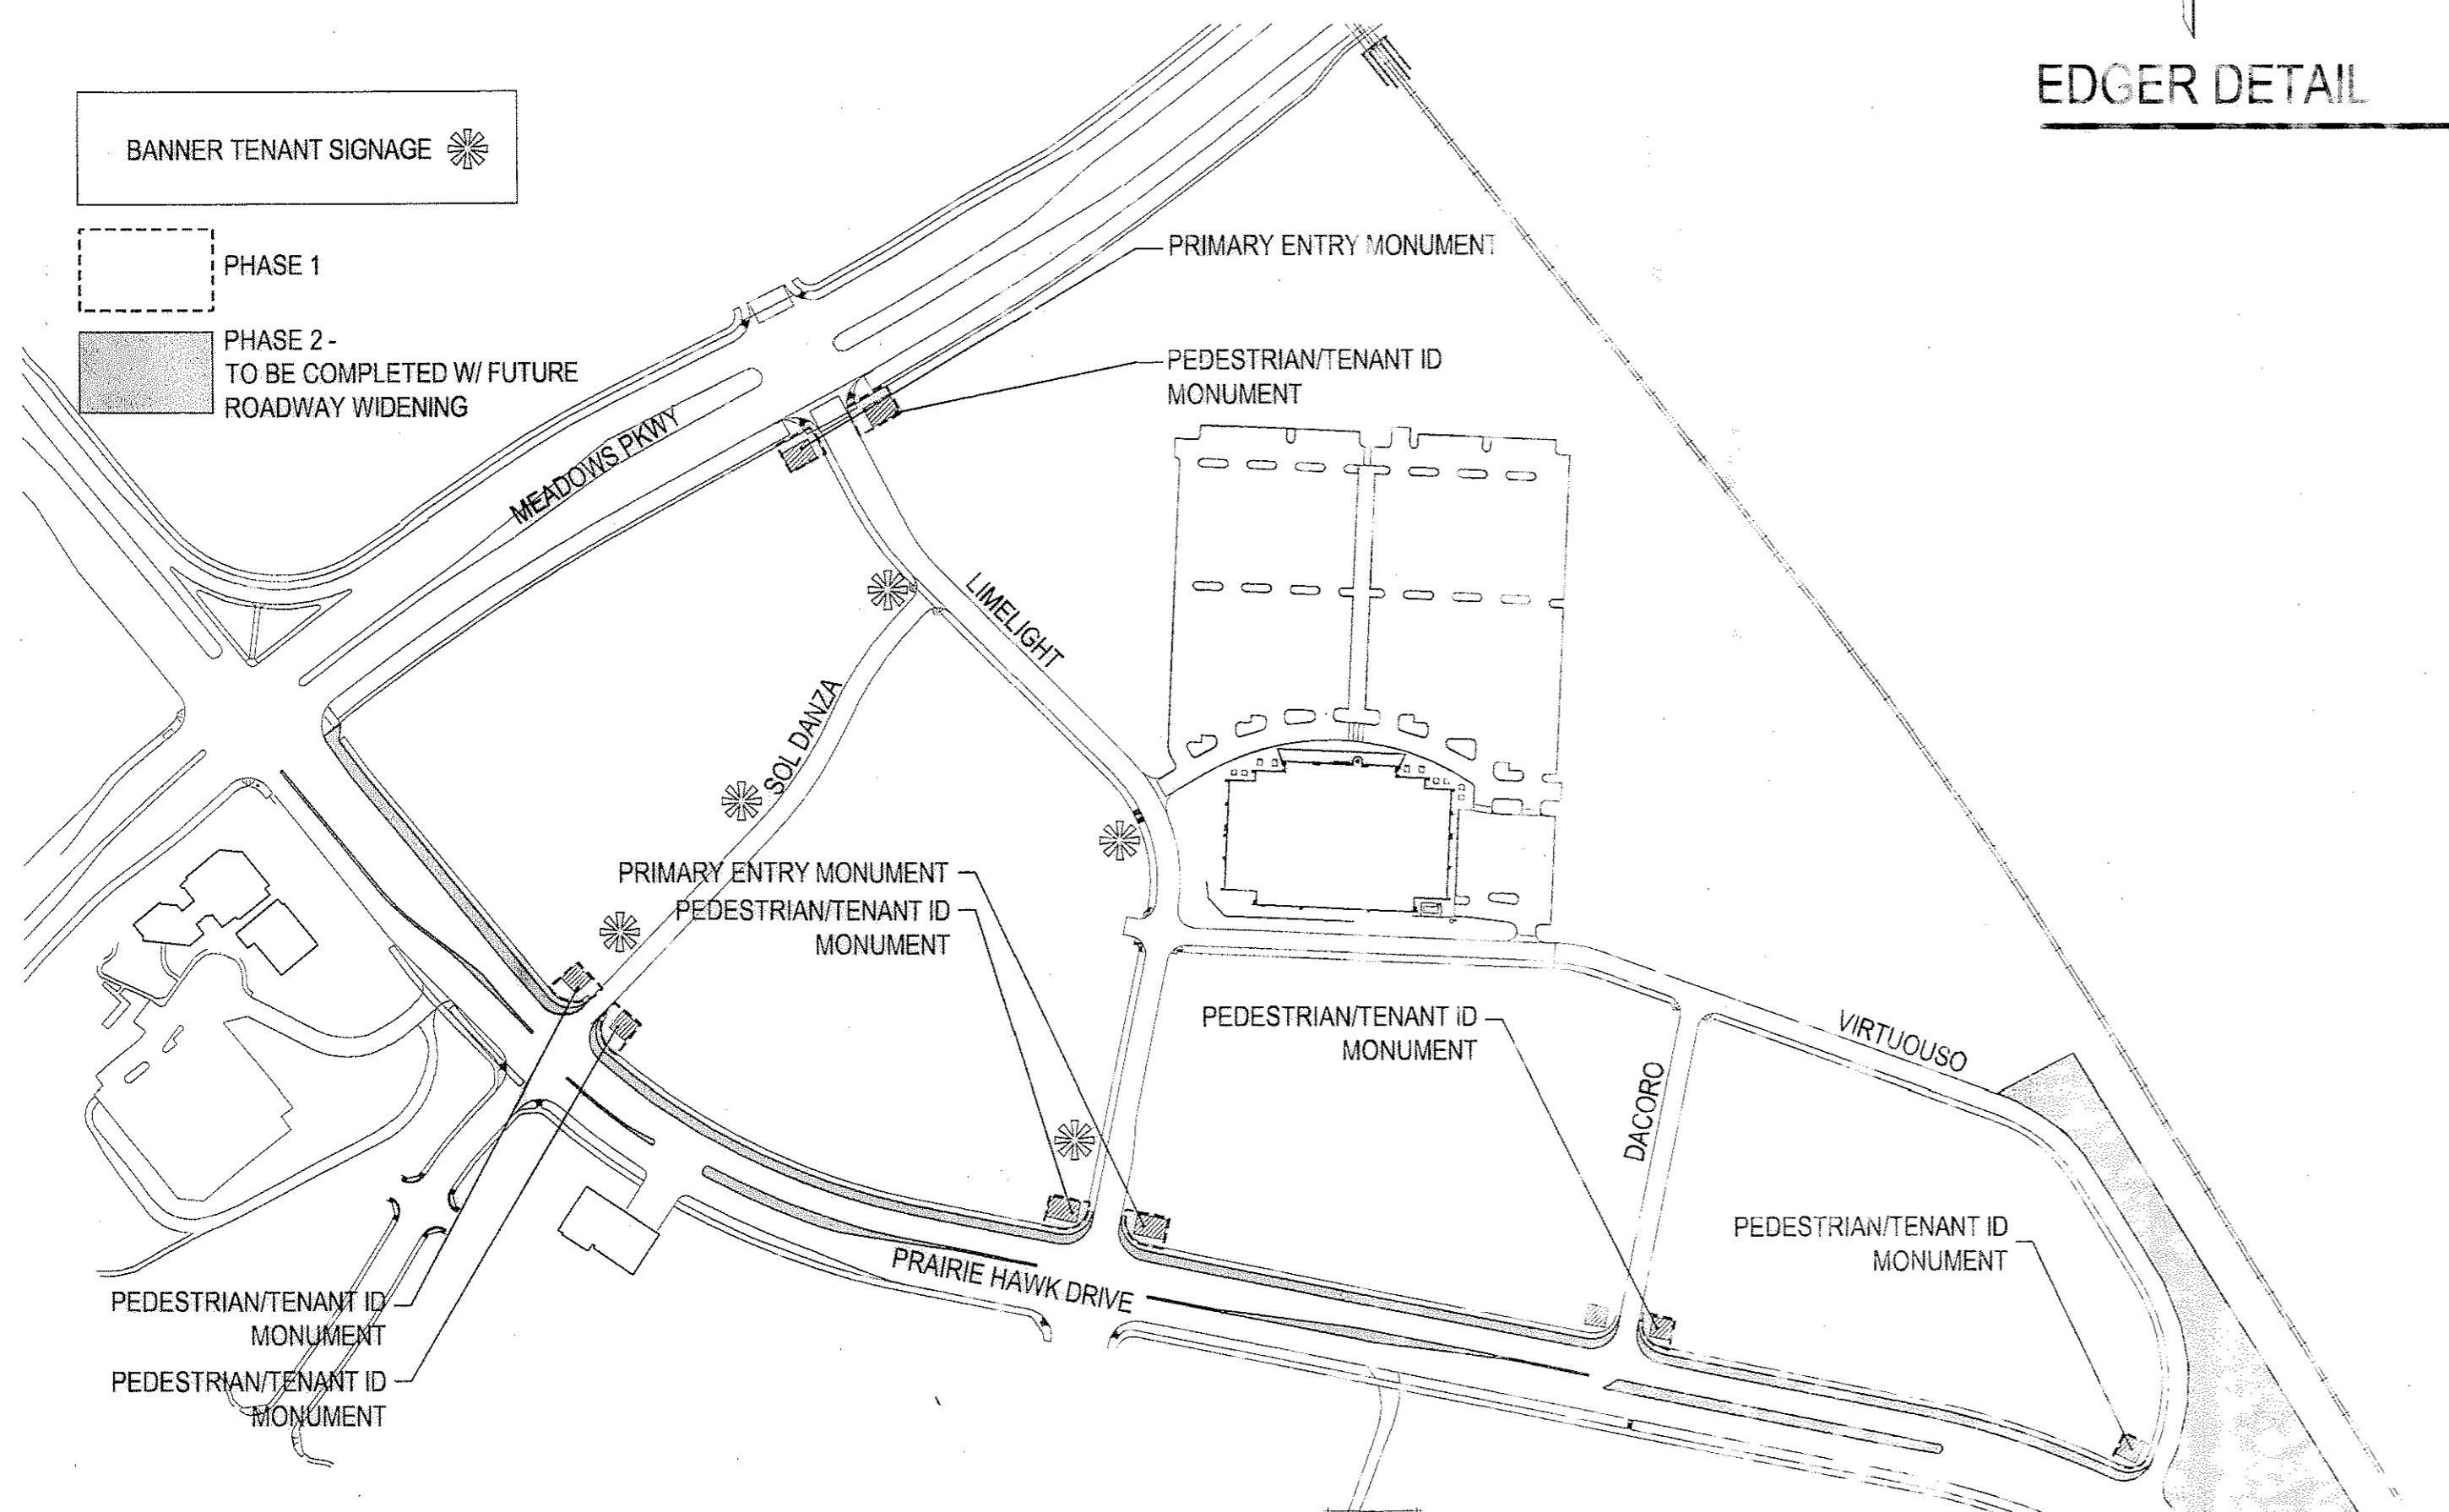 EDGER DETAIL
BANNER TENANT SIGNAGE
PHASE 1
PHASE 2 -
TO BE COMPLETED W/ FUTURE
ROADWAY WIDENING
PRIMARY ENTRY MONUMENT
PEDESTRIAN/TENANT ID
MONUMENT
MEADOWS PKWY
LIMELIGHT
SOL DANZA
PRIMARY ENTRY MONUMENT
PEDESTRIAN/TENANT ID
MONUMENT
PEDESTRIAN/TENANT ID
MONUMENT
VIRTUOUSO
DACORO
PEDESTRIAN/TENANT ID
MONUMENT
PRAIRIE HAWK DRIVE
PEDESTRIAN/TENANT ID
MONUMENT
PEDESTRIAN/TENANT ID
MONUMENT